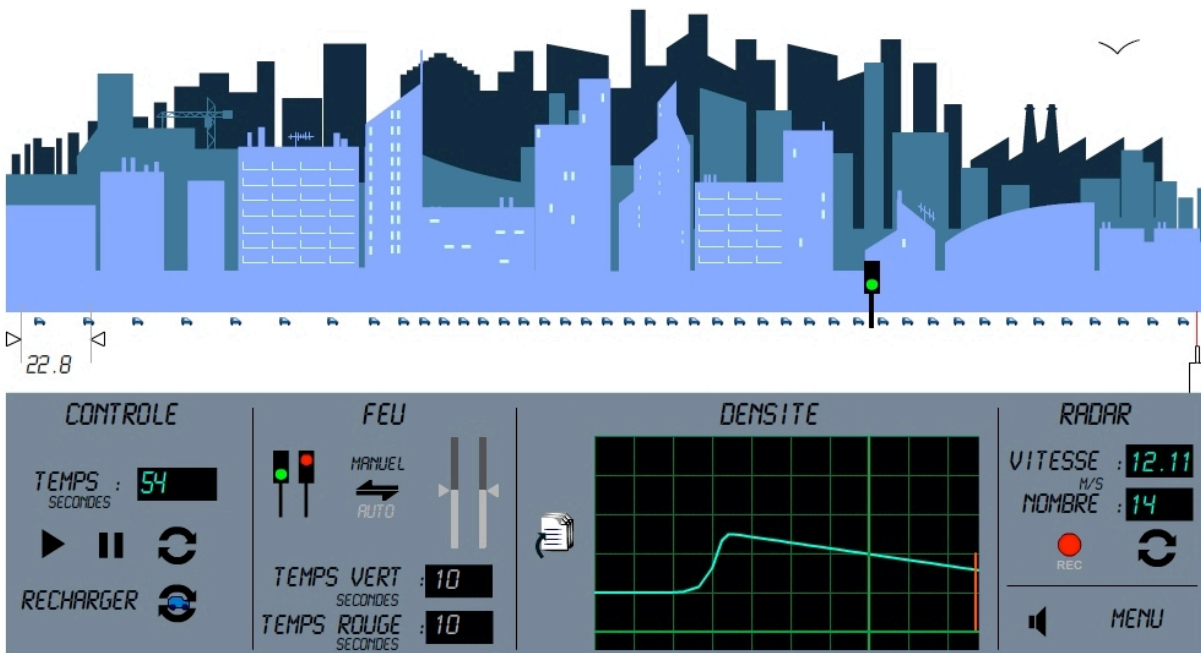 22.8
CONTROLE
TEMPS : 54
SECONDES
RECHARGER
FEU
MANUEL
AUTO
TEMPS VERT : 10
SECONDES
TEMPS ROUGE : 10
SECONDES
DENSITE
RADAR
VITESSE : 12.11
M/S
NOMBRE : 14
REC
MENU